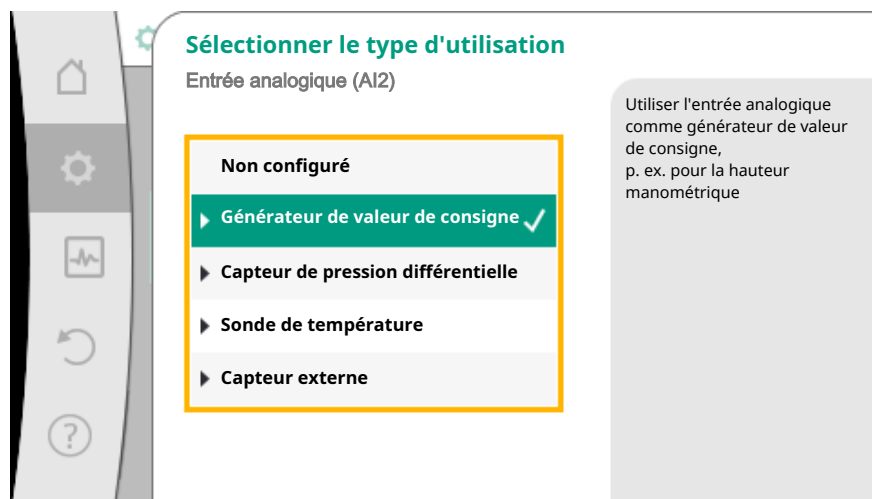 Sélectionner le type d'utilisation
Entrée analogique (AI2)
Non configuré
Générateur de valeur de consigne
Capteur de pression différentielle
Sonde de température
Capteur externe
Utiliser l'entrée analogique
comme générateur de valeur
de consigne,
p. ex. pour la hauteur
manométrique
?